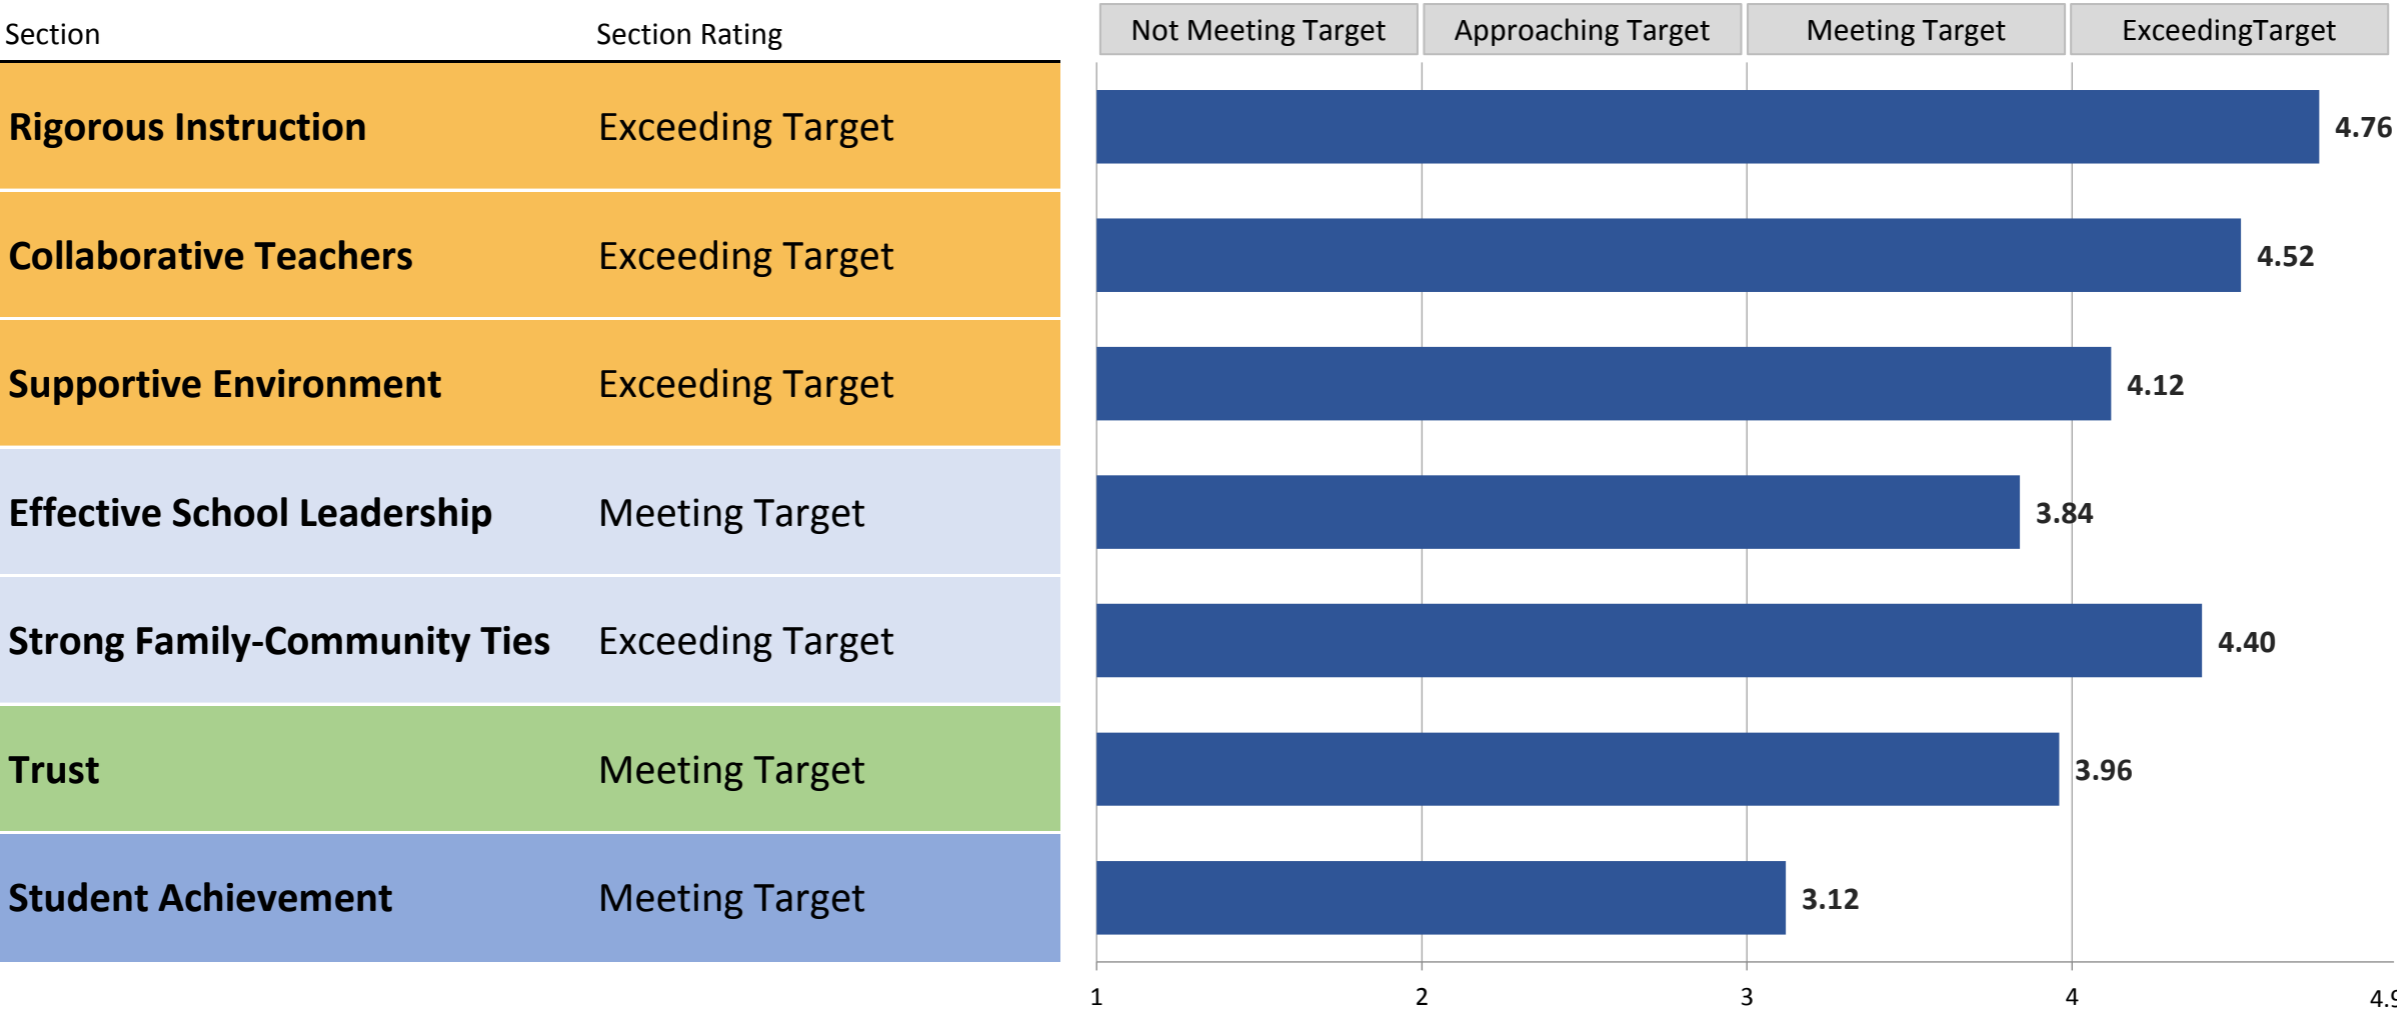 Section Section Rating Not Meeting Target Approaching Target Meeting Target ExceedingTarget
Rigorous Instruction Exceeding Target 4.76
Collaborative Teachers Exceeding Target 4.52
Supportive Environment Exceeding Target 4.12
Effective School Leadership Meeting Target 3.84
Strong Family-Community Ties Exceeding Target 4.40
Trust Meeting Target 3.96
Student Achievement Meeting Target 3.12
1 2 3 4